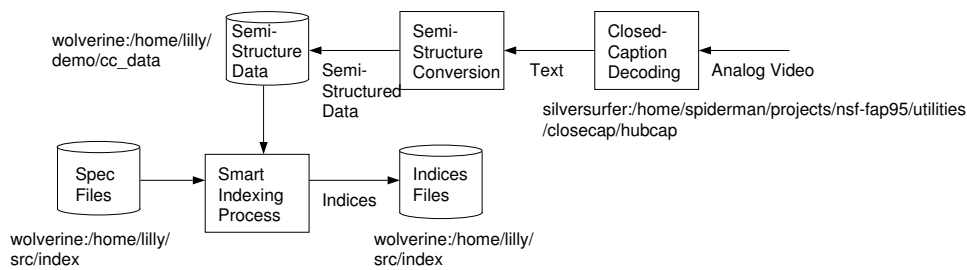 wolverine:/home/lilly/
demo/cc_data
Semi-
Structure
Data
Semi-
Structured
Data
Semi-
Structure
Conversion
Text
Closed-
Caption
Decoding
Analog Video
silversurfer:/home/spiderman/projects/nsf-fap95/utilities
/closecap/hubcap
Spec
Files
wolverine:/home/lilly/
src/index
Smart
Indexing
Process
Indices
Indices
Files
wolverine:/home/lilly/
src/index